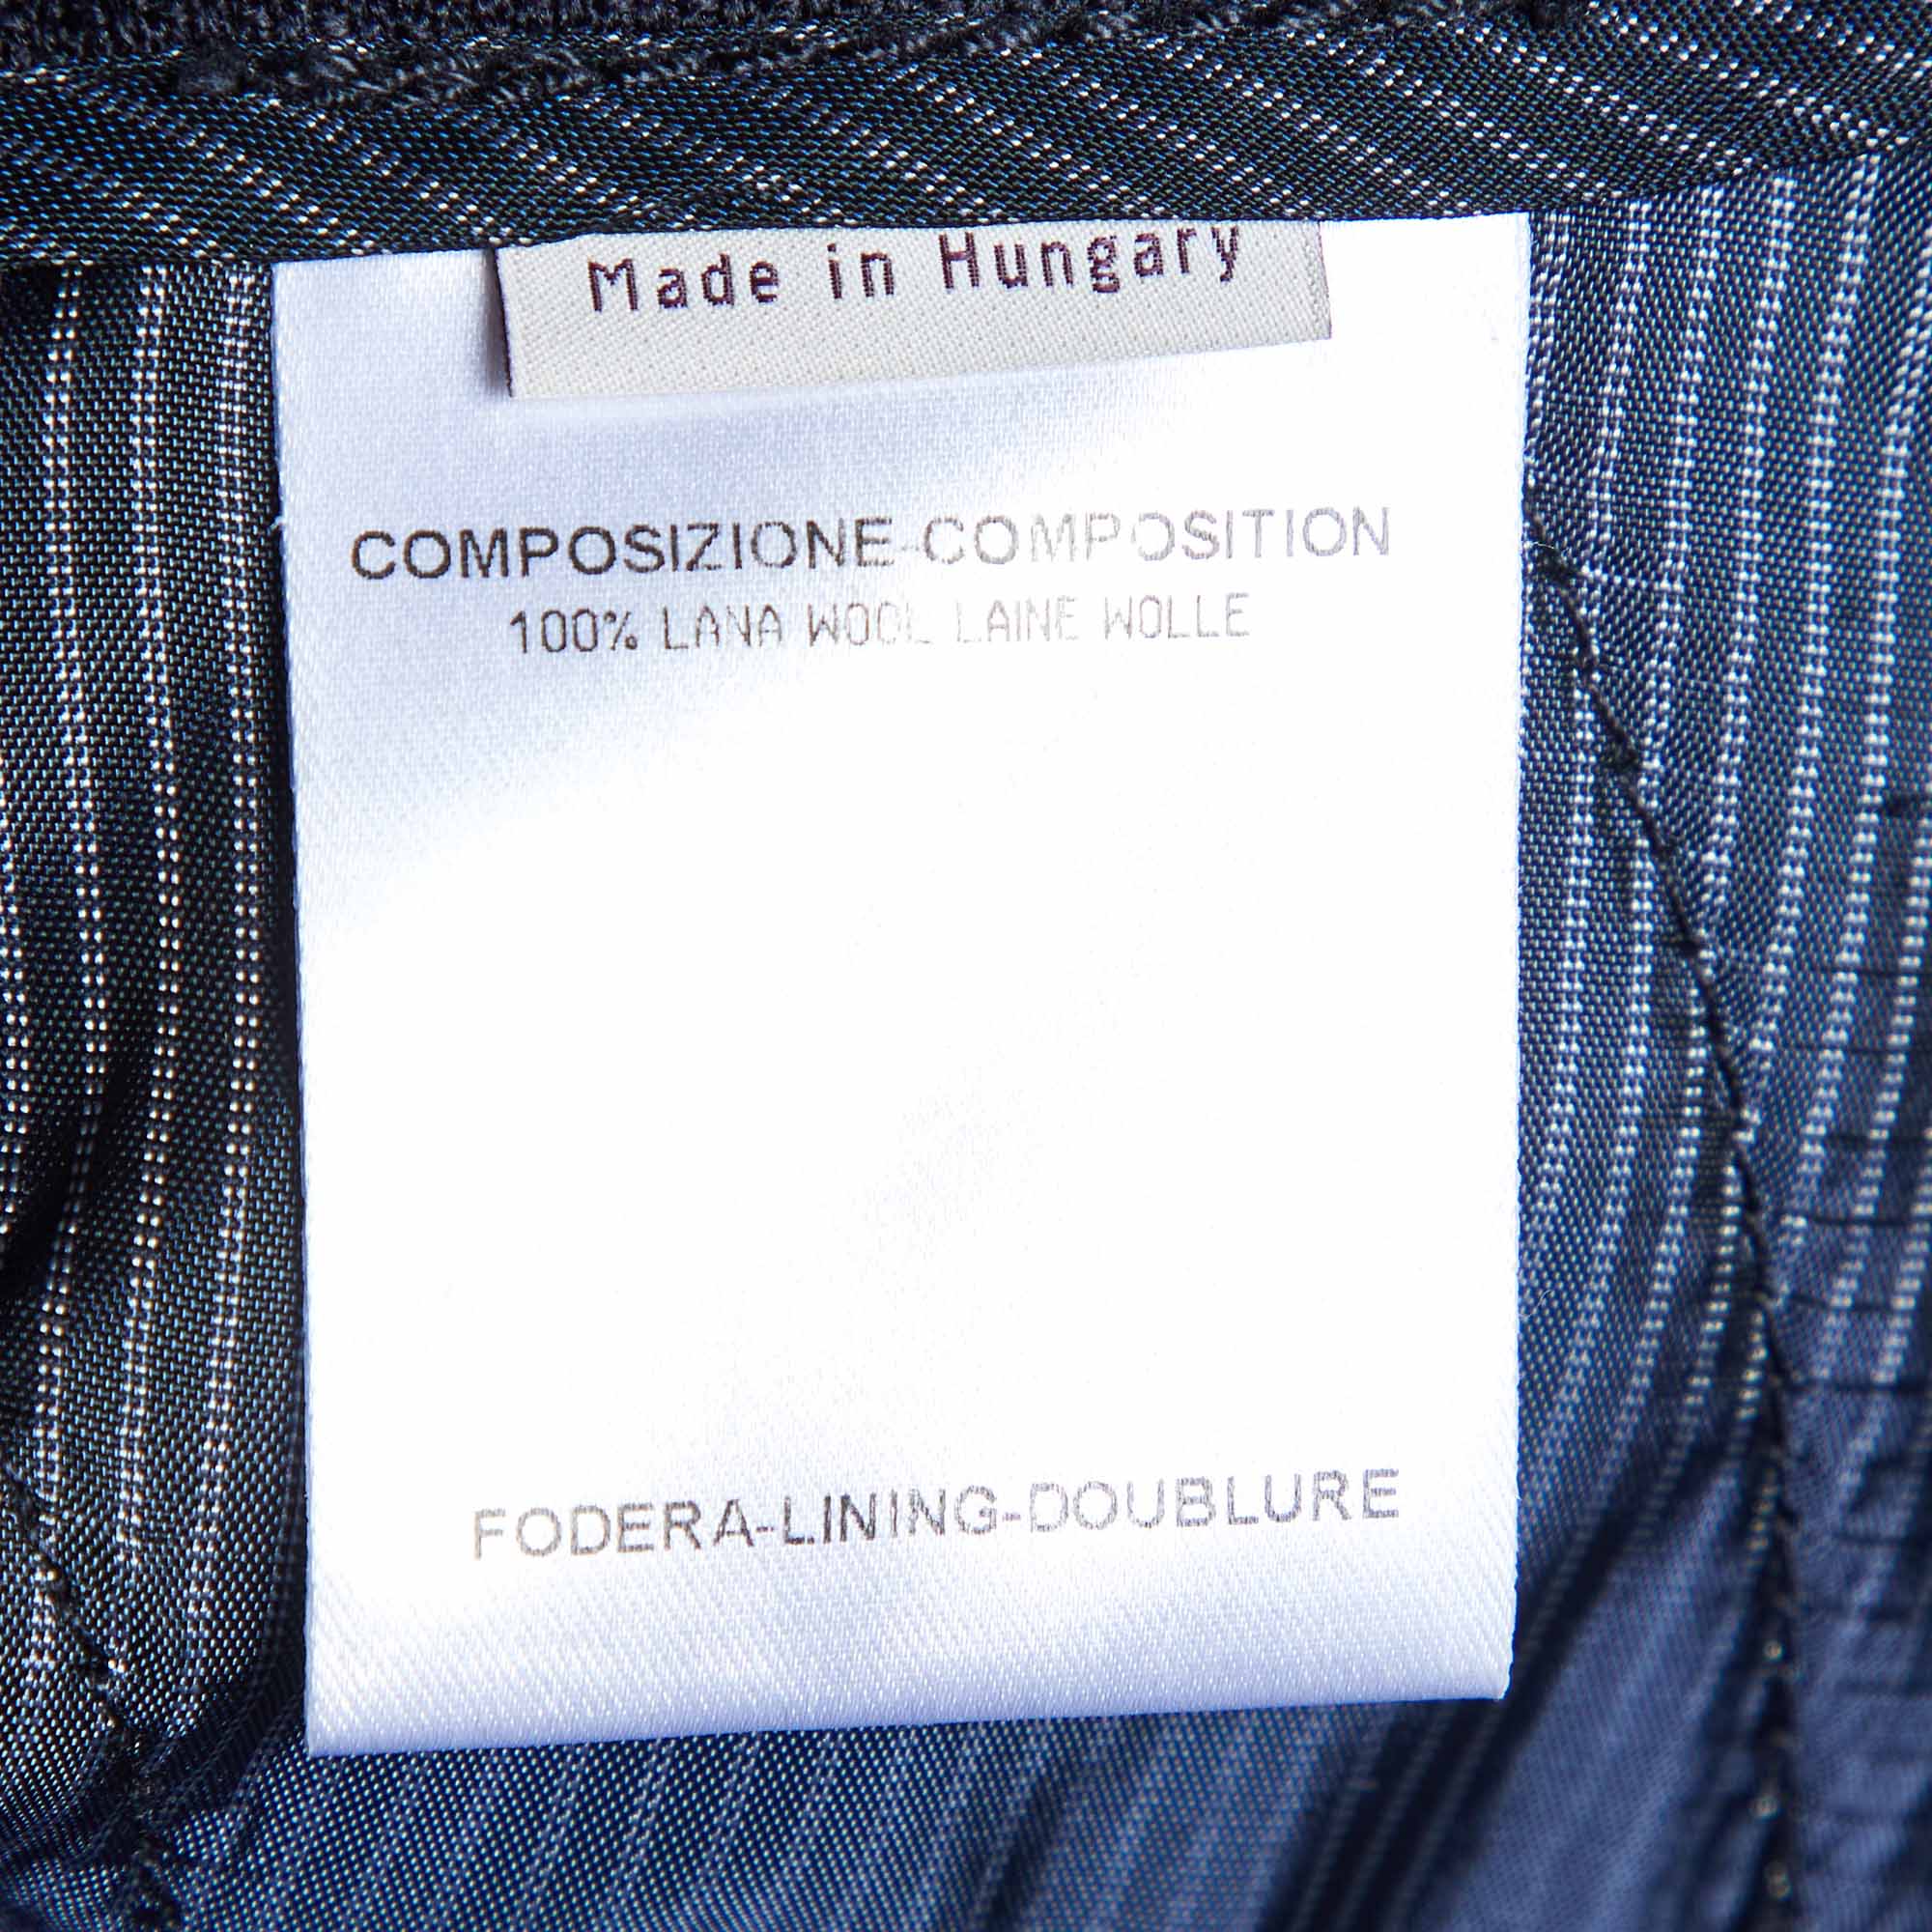 Made in Hungary
COMPOSIZIONE-COMPOSITION
100% LANA WOOL LAINE WOLLE
FODERA-LINING-DOUBLURE